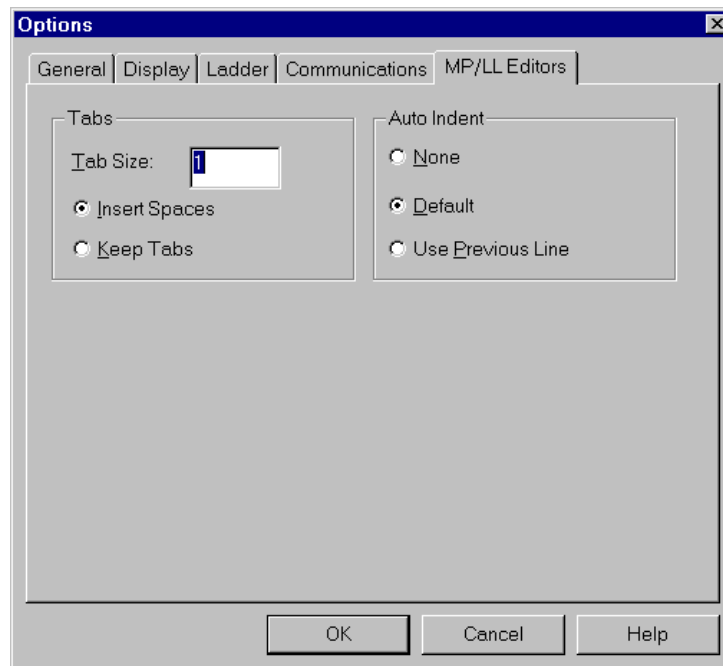 Options
General Display Ladder Communications MP/LL Editors
Tabs
Tab Size: 1
Insert Spaces
Keep Tabs
Auto Indent
None
Default
Use Previous Line
OK Cancel Help